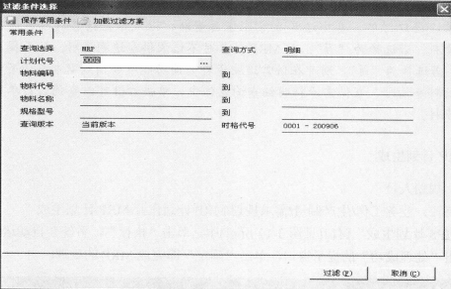 过滤条件选择
保存常用条件 加载过滤方案
常用条件
查询选择 MRP 查询方式 明细
计划代号 0009 ...
物料编码 到
物料代号 到
物料名称 到
规格型号 到
查询版本 当前版本 时格代号 0001 - 200906
过滤(F) 取消(C)